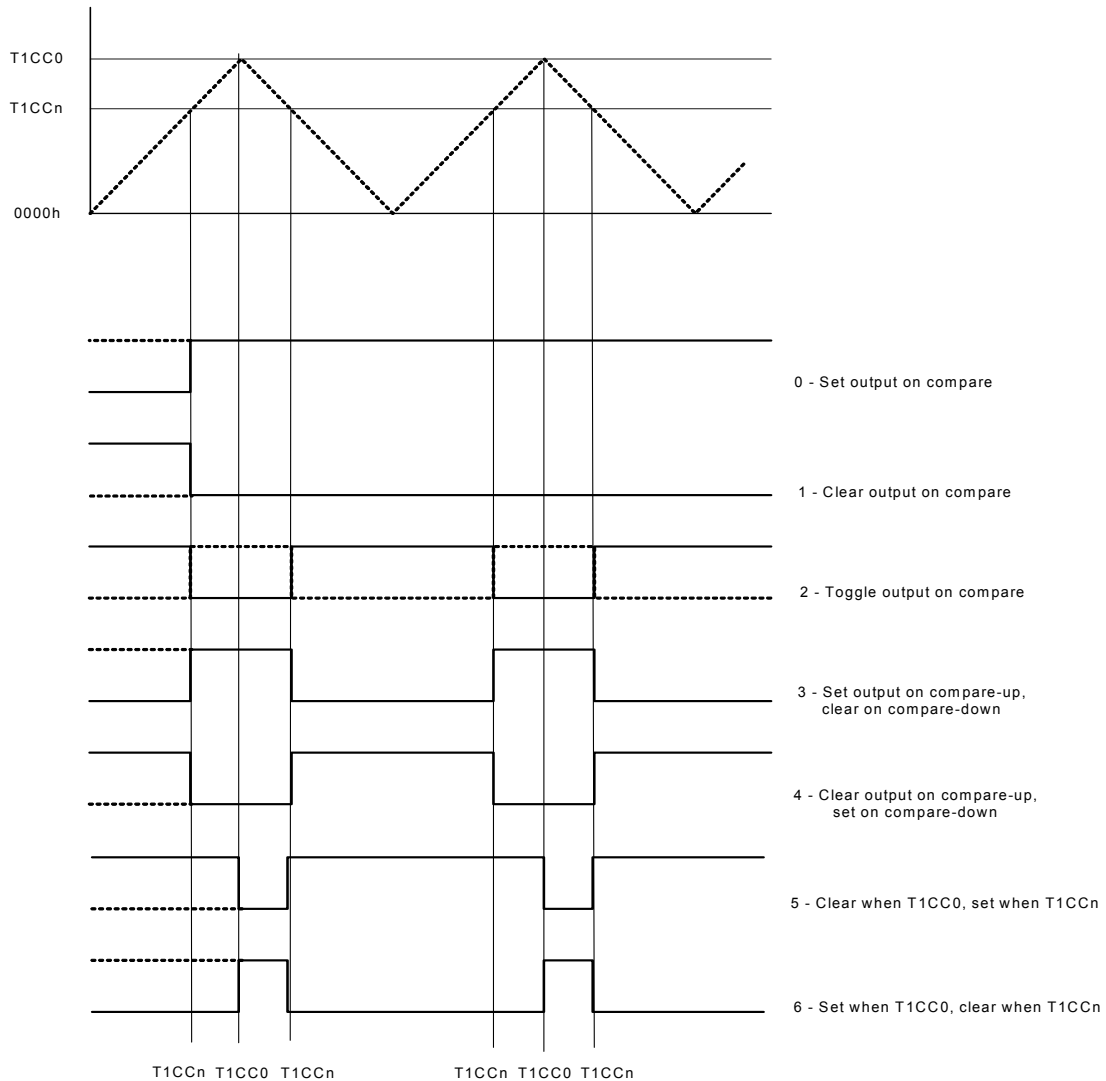 T1CC0
T1CCn
0000h
0 - Set output on compare
1 - Clear output on compare
2 - Toggle output on compare
3 - Set output on compare-up,
clear on compare-down
4 - Clear output on compare-up,
set on compare-down
5 - Clear when T1CC0, set when T1CCn
6 - Set when T1CC0, clear when T1CCn
T1CCn T1CC0 T1CCn T1CCn T1CC0 T1CCn